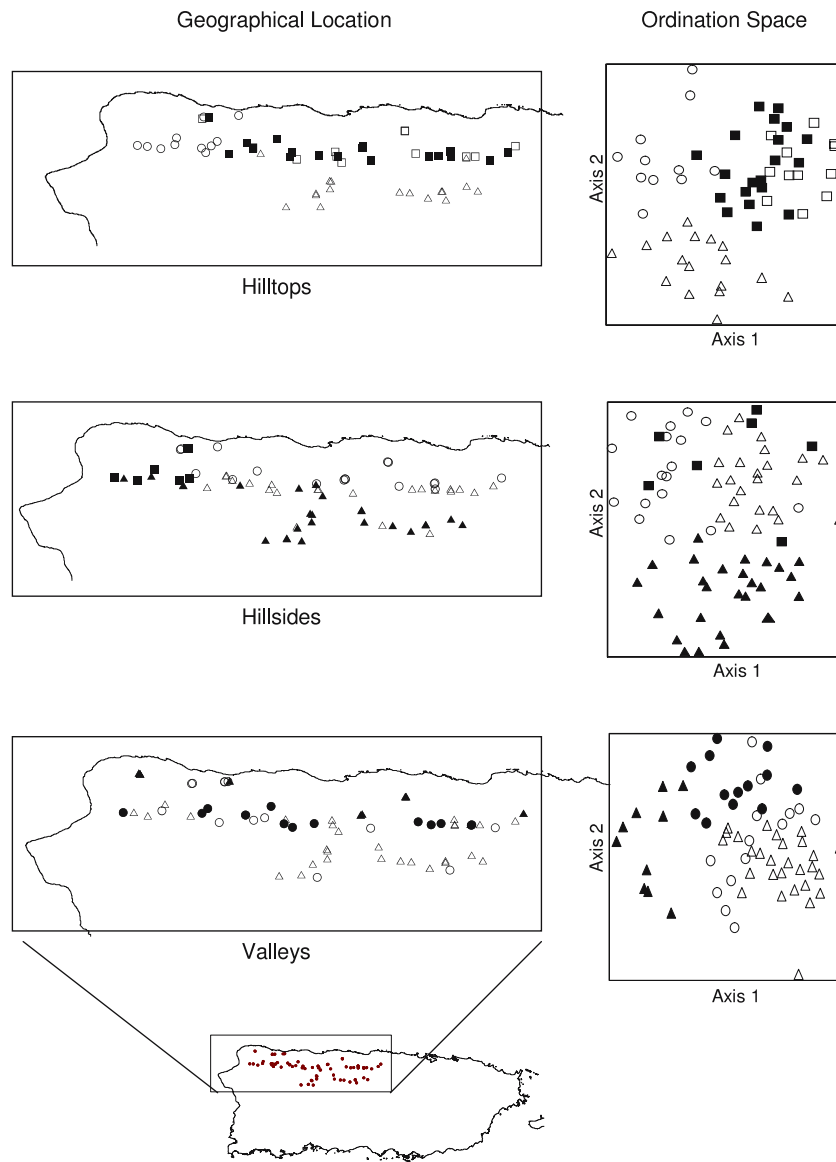 Geographical Location
Ordination Space
Hilltops
Axis 2
Axis 1
Hillsides
Axis 2
Axis 1
Valleys
Axis 2
Axis 1